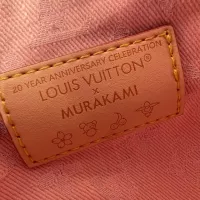 20 YEAR ANNIVERSARY CELEBRATION
LOUIS VUITTON
×
MURAKAMI